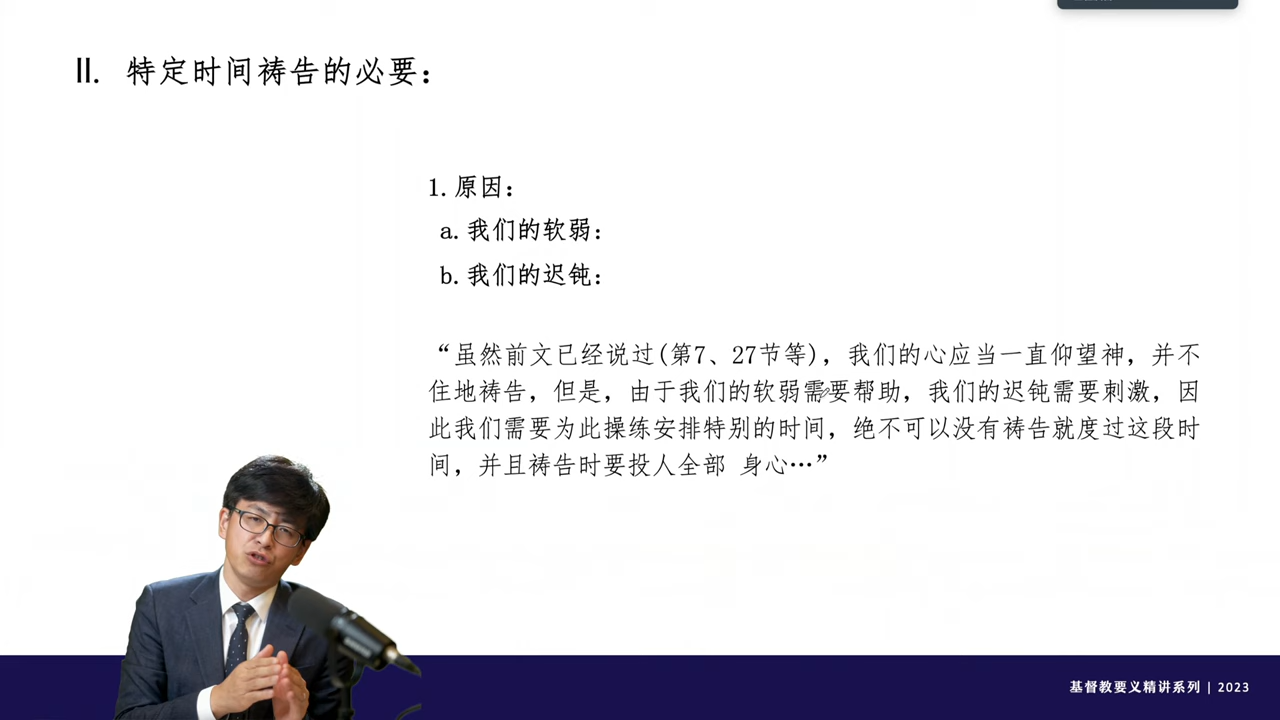 II. 特定时间祷告的必要：
1. 原因：
a. 我们的软弱：
b. 我们的迟钝：
“虽然前文已经说过(第7、27节等)，我们的心应当一直仰望神，并不
住地祷告，但是，由于我们的软弱需要帮助，我们的迟钝需要刺激，因
此我们需要为此操练安排特别的时间，绝不可以没有祷告就度过这段时
间，并且祷告时要投人全部 身心…”
基督教要义精讲系列 | 2023